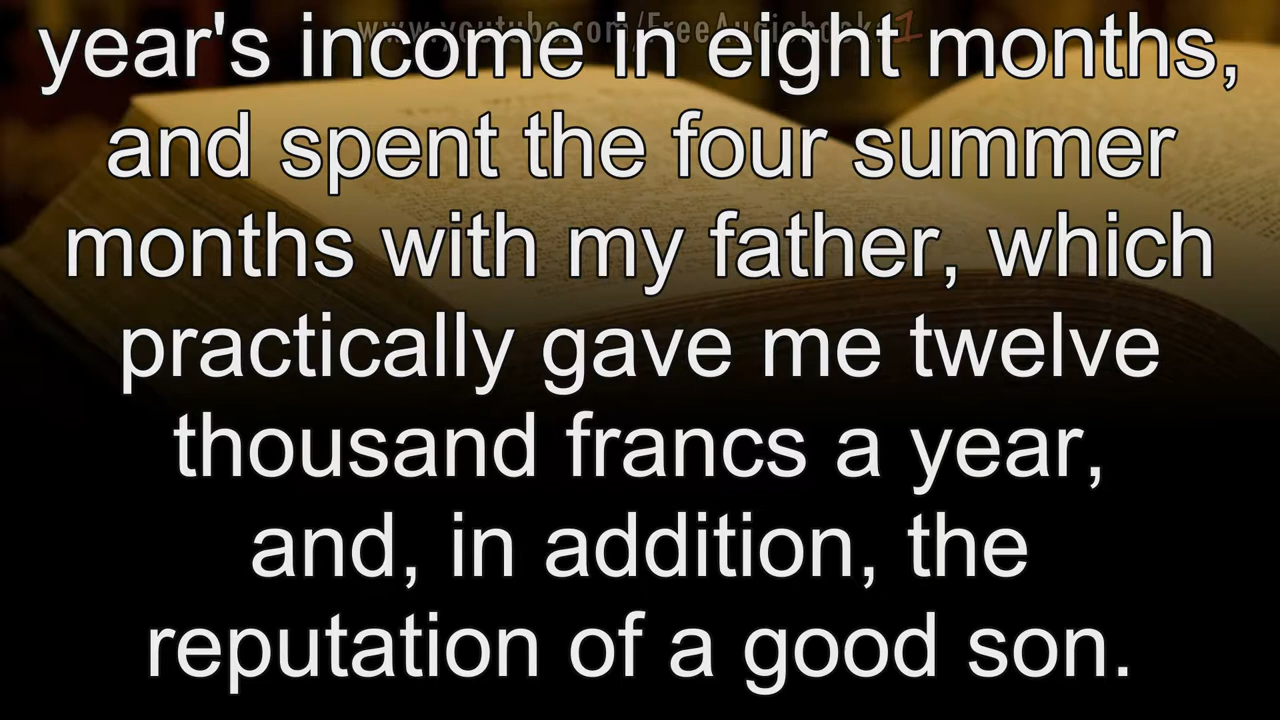 www.youtube.com/FreeAudiobooks1
year's income in eight months,
and spent the four summer
months with my father, which
practically gave me twelve
thousand francs a year,
and, in addition, the
reputation of a good son.